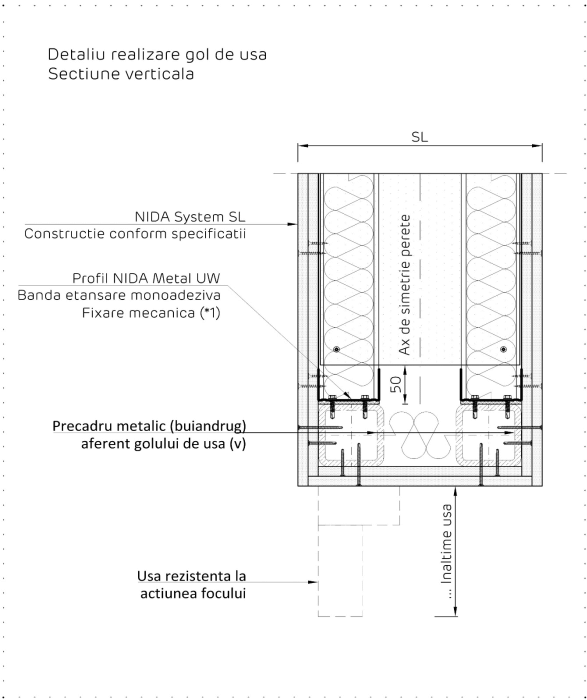 Detaliu realizare gol de usa
Sectiune verticala
SL
NIDA System SL
Constructie conform specificatii
Profil NIDA Metal UW
Banda etansare monoadeziva
Fixare mecanica (*1)
Ax de simetrie perete
50
Precadru metalic (buiandrug)
aferent golului de usa (v)
... Inaltime usa
Usa rezistenta la
actiunea focului